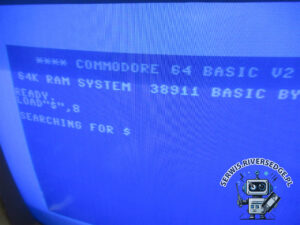 **** COMMODORE 64 BASIC V2
64K RAM SYSTEM 38911 BASIC BY
READY.
LOAD"$",8
SEARCHING FOR $
SERWIS.RIVERSEDGE.PL